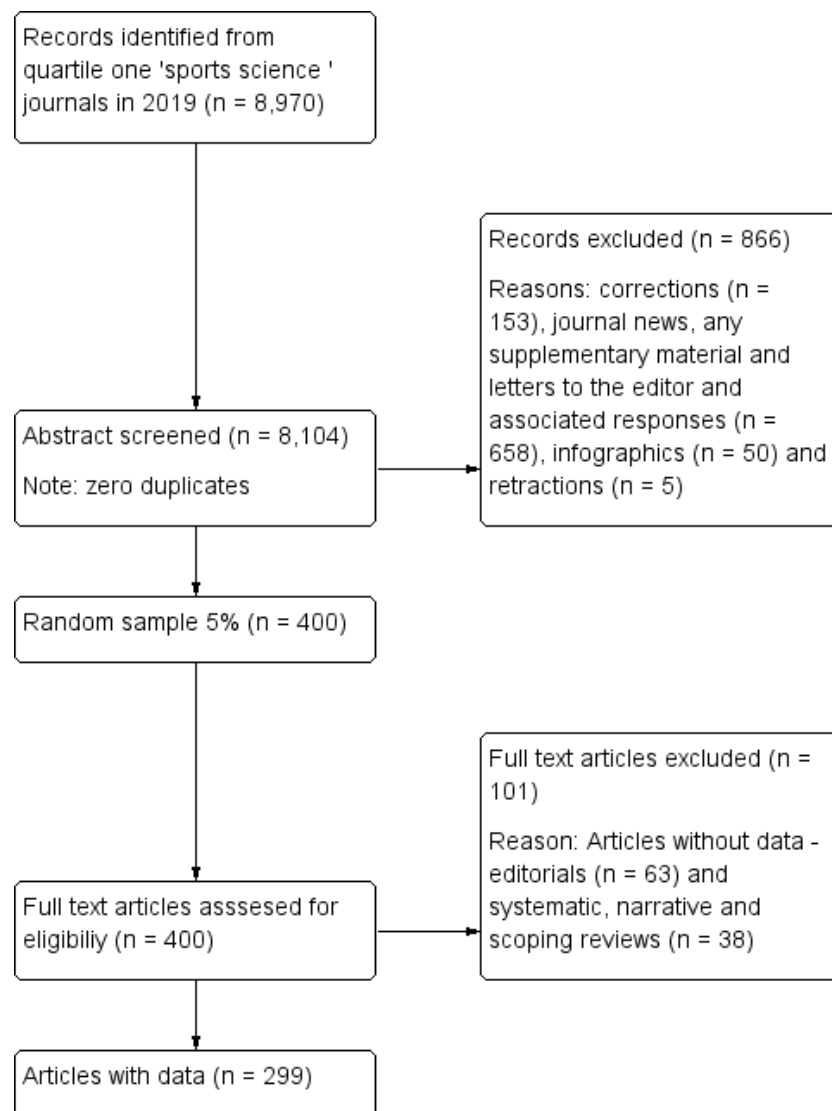 Records identified from
quartile one 'sports science '
journals in 2019 (n = 8,970)
Records excluded (n = 866)
Reasons: corrections (n =
153), journal news, any
supplementary material and
letters to the editor and
associated responses (n =
658), infographics (n = 50) and
retractions (n = 5)
Abstract screened (n = 8,104)
Note: zero duplicates
Random sample 5% (n = 400)
Full text articles excluded (n =
101)
Reason: Articles without data -
editorials (n = 63) and
systematic, narrative and
scoping reviews (n = 38)
Full text articles asssesed for
eligibiliy (n = 400)
Articles with data (n = 299)